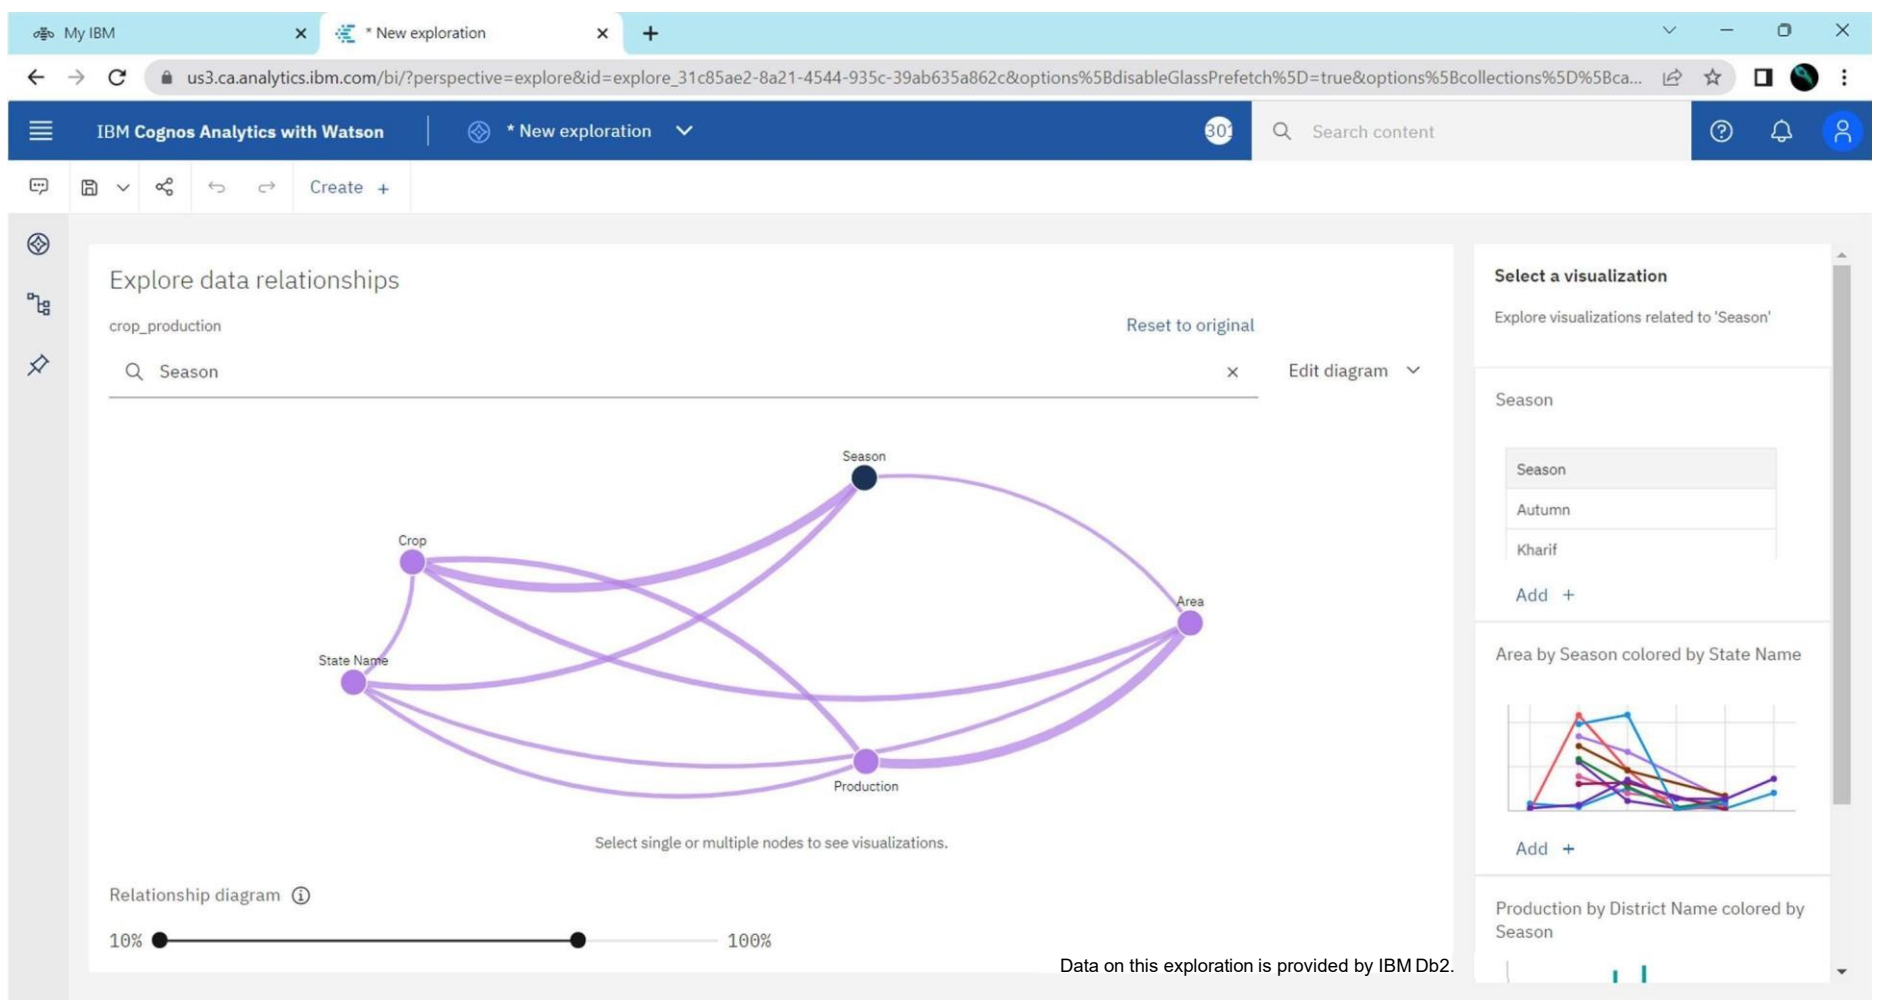 My IBM
* New exploration
us3.ca.analytics.ibm.com/bi/?perspective=explore&id=explore_31c85ae2-8a21-4544-935c-39ab635a862c&options%5BdisableGlassPrefetch%5D=true&options%5Bcollections%5D%5Bca...
IBM Cognos Analytics with Watson
* New exploration
301
Search content
Create +
Explore data relationships
crop_production
Reset to original
Season
Edit diagram
Season
Crop
Area
State Name
Production
Select single or multiple nodes to see visualizations.
Relationship diagram
10%
100%
Data on this exploration is provided by IBM Db2.
Select a visualization
Explore visualizations related to 'Season'
Season
Season
Autumn
Kharif
Add +
Area by Season colored by State Name
Add +
Production by District Name colored by
Season